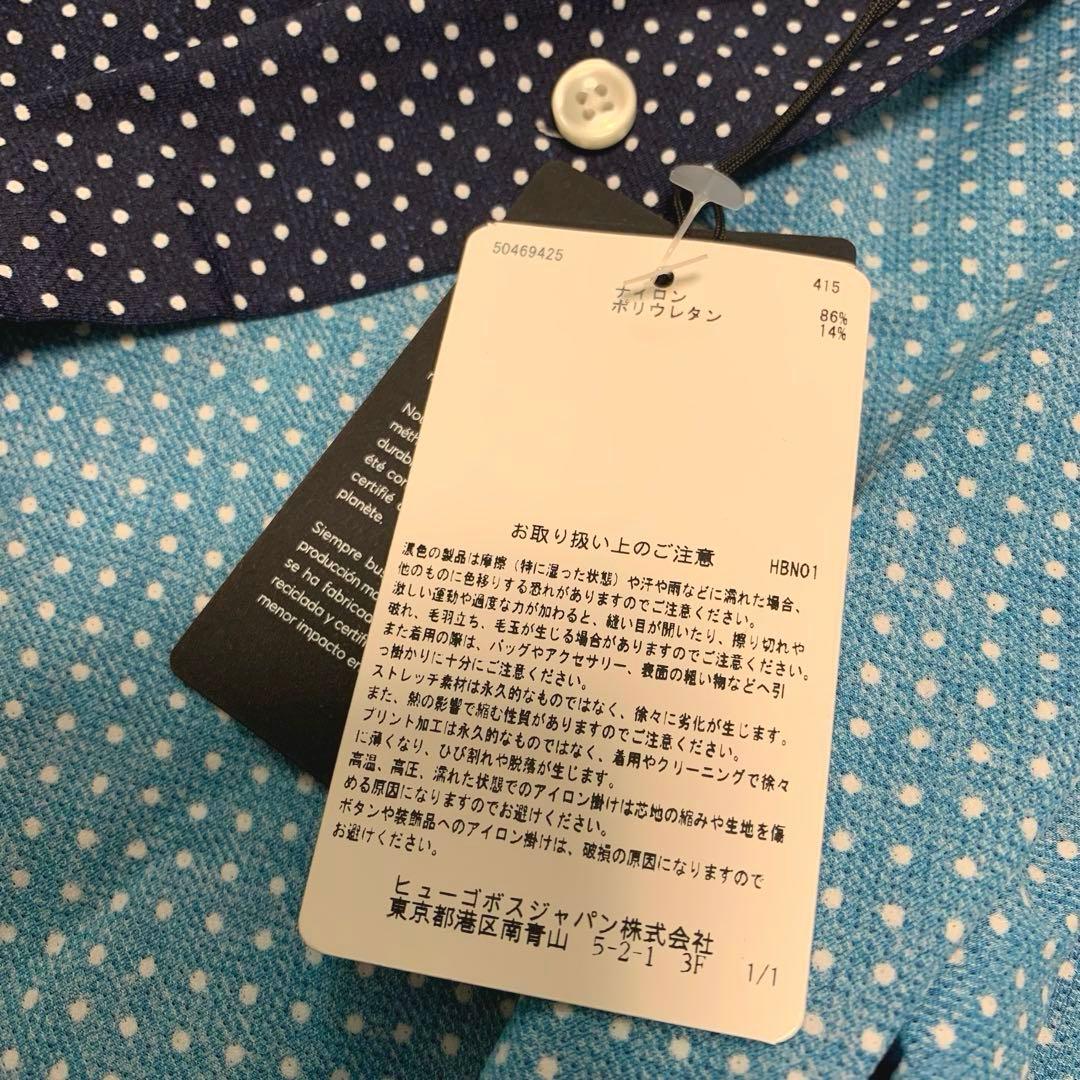 50469425 415
ナイロン 86%
ポリウレタン 14%
お取り扱い上のご注意 HBN01
濃色の製品は摩擦（特に湿った状態）や汗や雨などに濡れた場合、
他のものに色移りする恐れがありますのでご注意ください。
激しい運動や過度な力が加わると、縫い目が開いたり、擦り切れや
破れ、毛羽立ち、毛玉が生じる場合がありますのでご注意ください。
また着用の際は、バッグやアクセサリー、表面の粗い物などへ引
っ掛かりに十分にご注意ください。
ストレッチ素材は永久的なものではなく、徐々に劣化が生じます。
また、熱の影響で縮む性質がありますのでご注意ください。
プリント加工は永久的なものではなく、着用やクリーニングで徐々
に薄くなり、ひび割れや脱落が生じます。
高温、高圧、濡れた状態でのアイロン掛けは芯地の縮みや生地を傷
める原因になりますのでお避けください。
ボタンや装飾品へのアイロン掛けは、破損の原因になりますので
お避けください。
ヒューゴボスジャパン株式会社
東京都港区南青山 5-2-1 3F
1/1
été
certifié
planète.
Siempre
producción
se ha
reciclada y
menor impacto en